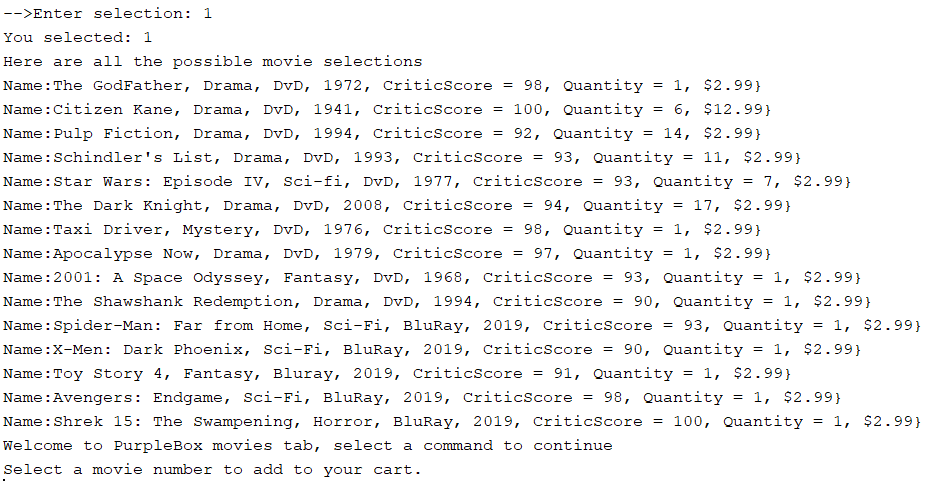 -->Enter selection: 1
You selected: 1
Here are all the possible movie selections
Name:The GodFather, Drama, DvD, 1972, CriticScore = 98, Quantity = 1, $2.99}
Name:Citizen Kane, Drama, DvD, 1941, CriticScore = 100, Quantity = 6, $12.99}
Name:Pulp Fiction, Drama, DvD, 1994, CriticScore = 92, Quantity = 14, $2.99}
Name:Schindler's List, Drama, DvD, 1993, CriticScore = 93, Quantity = 11, $2.99}
Name:Star Wars: Episode IV, Sci-fi, DvD, 1977, CriticScore = 93, Quantity = 7, $2.99}
Name:The Dark Knight, Drama, DvD, 2008, CriticScore = 94, Quantity = 17, $2.99}
Name:Taxi Driver, Mystery, DvD, 1976, CriticScore = 98, Quantity = 1, $2.99}
Name:Apocalypse Now, Drama, DvD, 1979, CriticScore = 97, Quantity = 1, $2.99}
Name:2001: A Space Odyssey, Fantasy, DvD, 1968, CriticScore = 93, Quantity = 1, $2.99}
Name:The Shawshank Redemption, Drama, DvD, 1994, CriticScore = 90, Quantity = 1, $2.99}
Name:Spider-Man: Far from Home, Sci-Fi, BluRay, 2019, CriticScore = 93, Quantity = 1, $2.99}
Name:X-Men: Dark Phoenix, Sci-Fi, BluRay, 2019, CriticScore = 90, Quantity = 1, $2.99}
Name:Toy Story 4, Fantasy, Bluray, 2019, CriticScore = 91, Quantity = 1, $2.99}
Name:Avengers: Endgame, Sci-Fi, BluRay, 2019, CriticScore = 98, Quantity = 1, $2.99}
Name:Shrek 15: The Swampening, Horror, BluRay, 2019, CriticScore = 100, Quantity = 1, $2.99}
Welcome to PurpleBox movies tab, select a command to continue
Select a movie number to add to your cart.